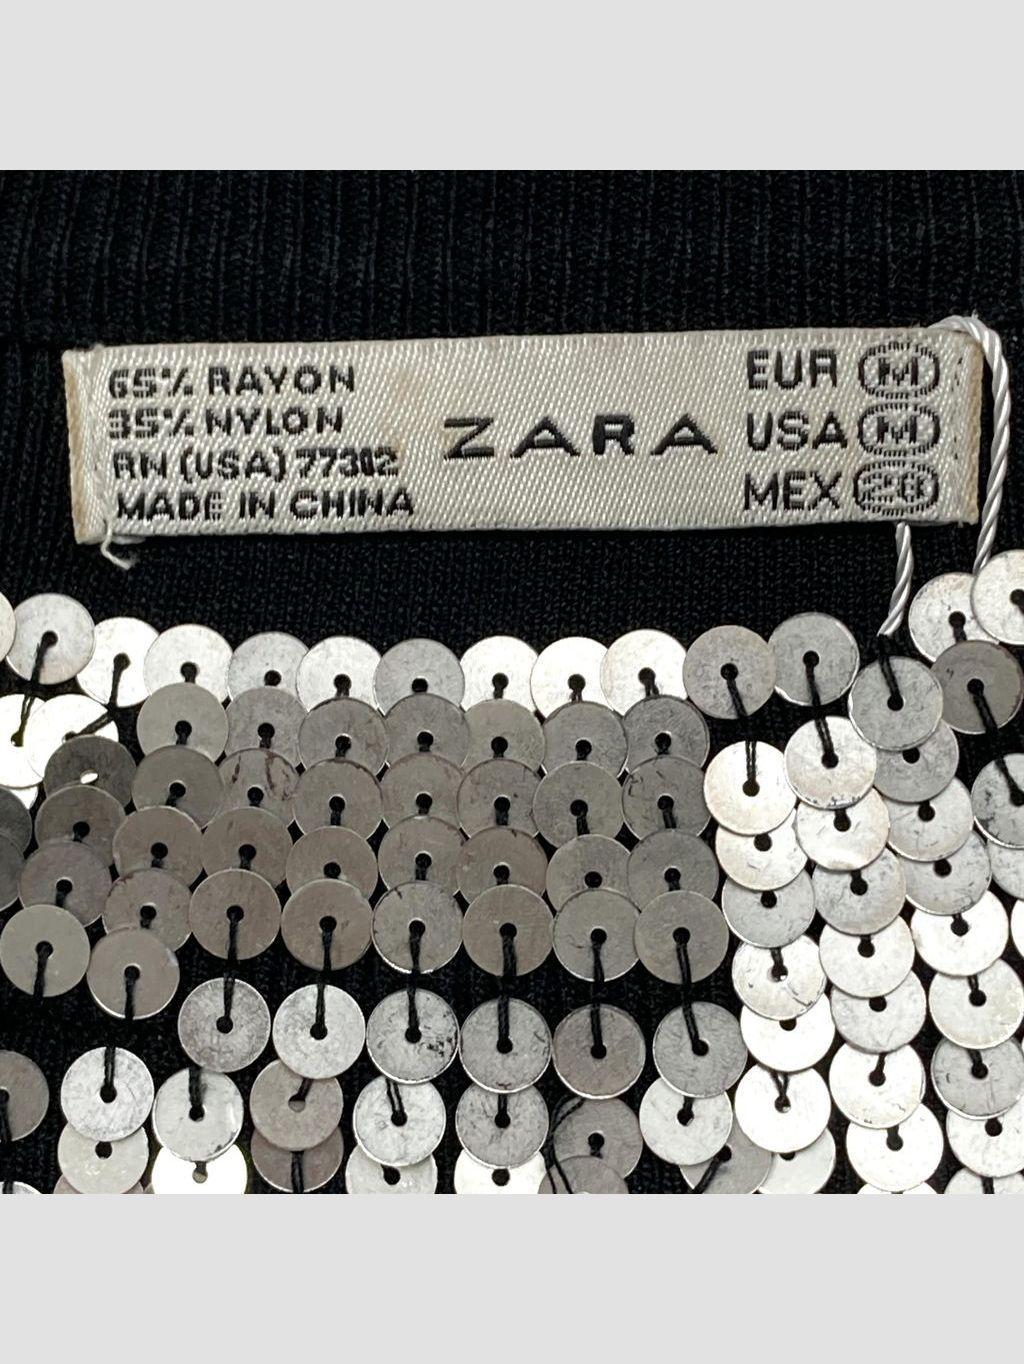 65% RAYON
35% NYLON
RN (USA) 77302
MADE IN CHINA
ZARA
EUR M
USA M
MEX 28